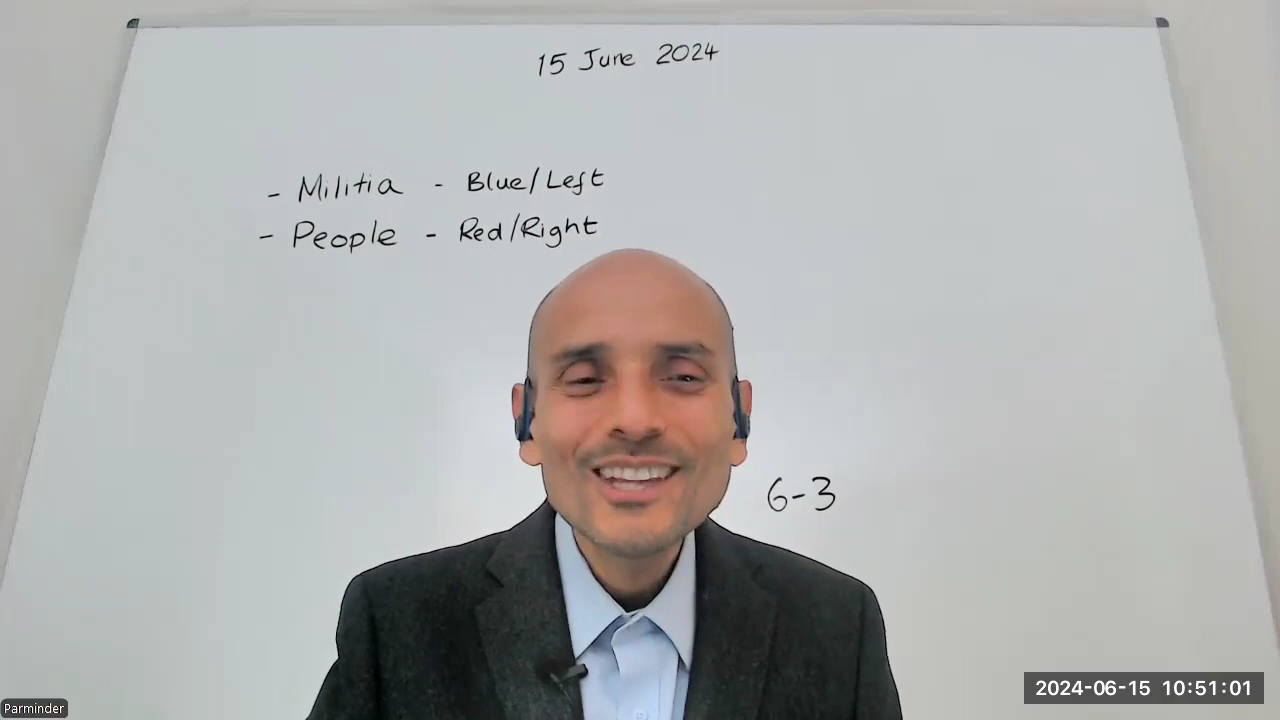 15 June 2024
- Militia - Blue/Left
- People - Red/Right
6-3
Parminder
2024-06-15 10:51:01